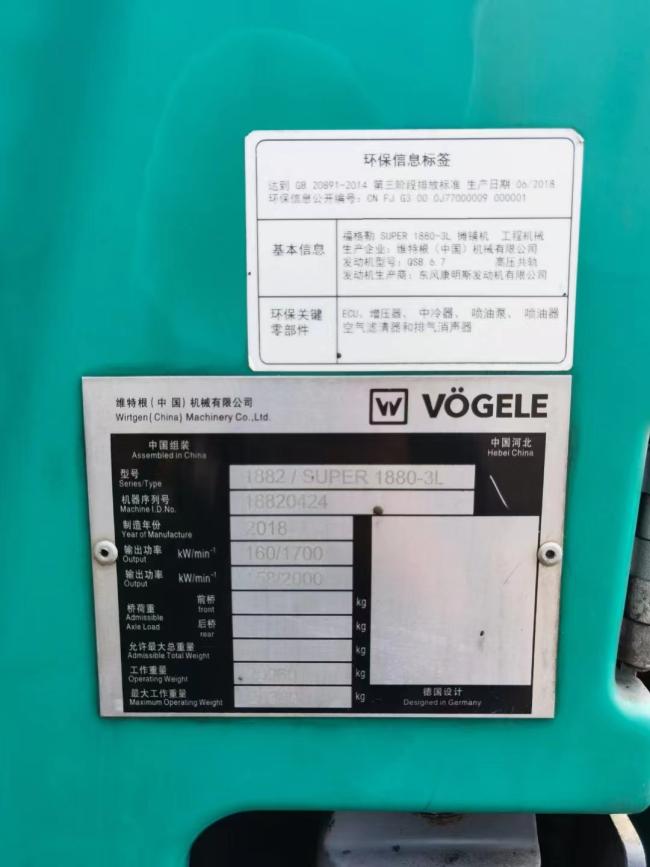 环保信息标签
达到 GB 20891-2014 第三阶段排放标准 生产日期 06/2018
环保信息公开编号: CN FJ G3 00 0J77000009 000001
基本信息
福格勒 SUPER 1880-3L 摊铺机 工程机械
生产企业: 维特根（中国）机械有限公司
发动机型号: QSB 6.7 高压共轨
发动机生产商: 东风康明斯发动机有限公司
环保关键
零部件
ECU、增压器、中冷器、喷油泵、喷油器
空气滤清器和排气消声器
维特根(中国)机械有限公司
Wirtgen(China) Machinery Co.,Ltd.
W VÖGELE
中国组装
Assembled in China
中国河北
Hebei China
型号
Series/Type
1882 / SUPER 1880-3L
机器序列号
Machine I.D.No.
18820424
制造年份
Year of Manufacture
2018
输出功率 kW/min⁻¹
Output
160/1700
输出功率 kW/min⁻¹
Output
158/2000
桥荷重
Admissible
Axle Load
前桥
front
kg
后桥
rear
kg
允许最大总重量
Admissible Total Weight
kg
工作重量
Operating Weight
kg
最大工作重量
Maximum Operating Weight
kg
德国设计
Designed in Germany